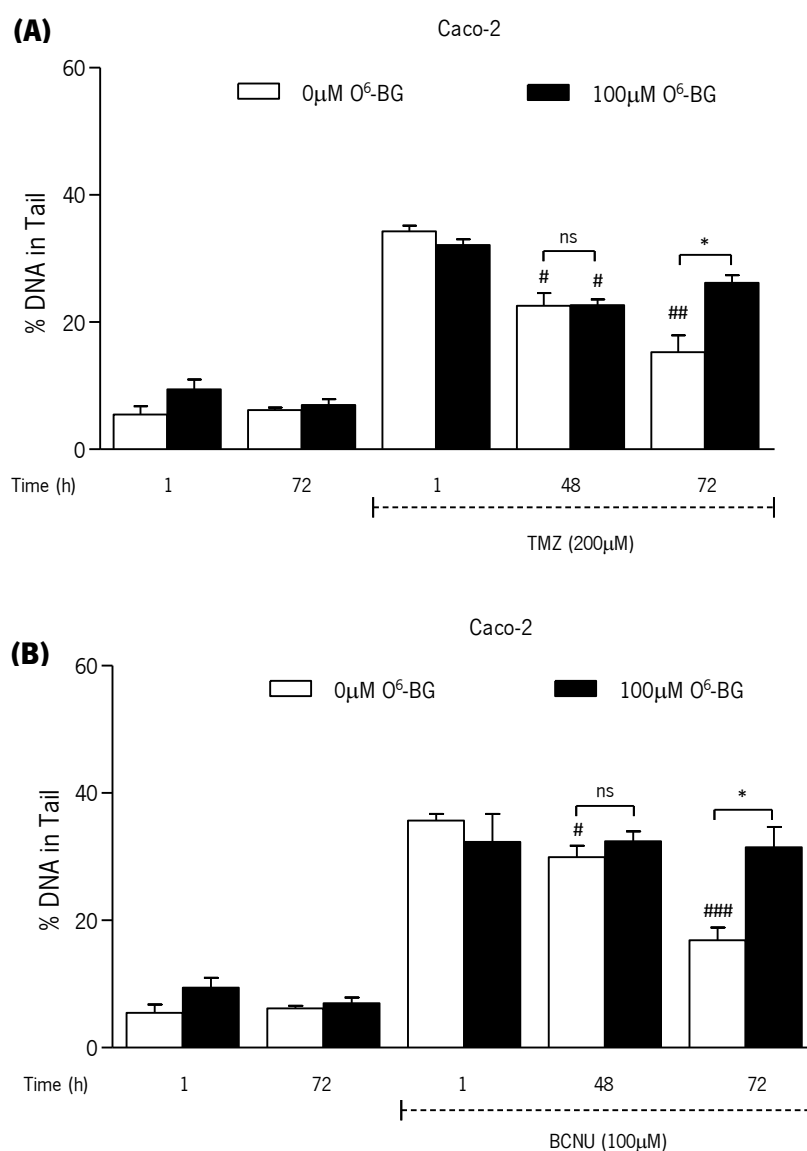 (A)
Caco-2
60
0μM O⁶-BG
100μM O⁶-BG
40
ns
*
# #
##
% DNA in Tail
20
0
Time (h) 1 72 1 48 72
TMZ (200μM)
Caco-2
(B)
60
0μM O⁶-BG
100μM O⁶-BG
40
ns
*
#
###
% DNA in Tail
20
0
Time (h) 1 72 1 48 72
BCNU (100μM)